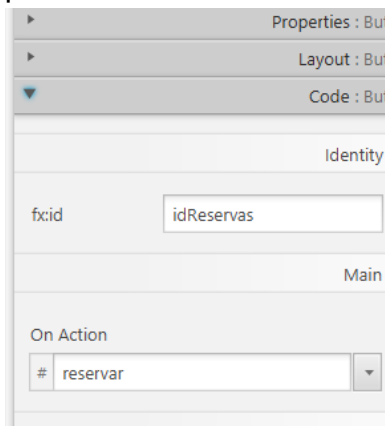 Properties : But
Layout : But
Code : But
Identity
fx:id idReservas
Main
On Action
# reservar